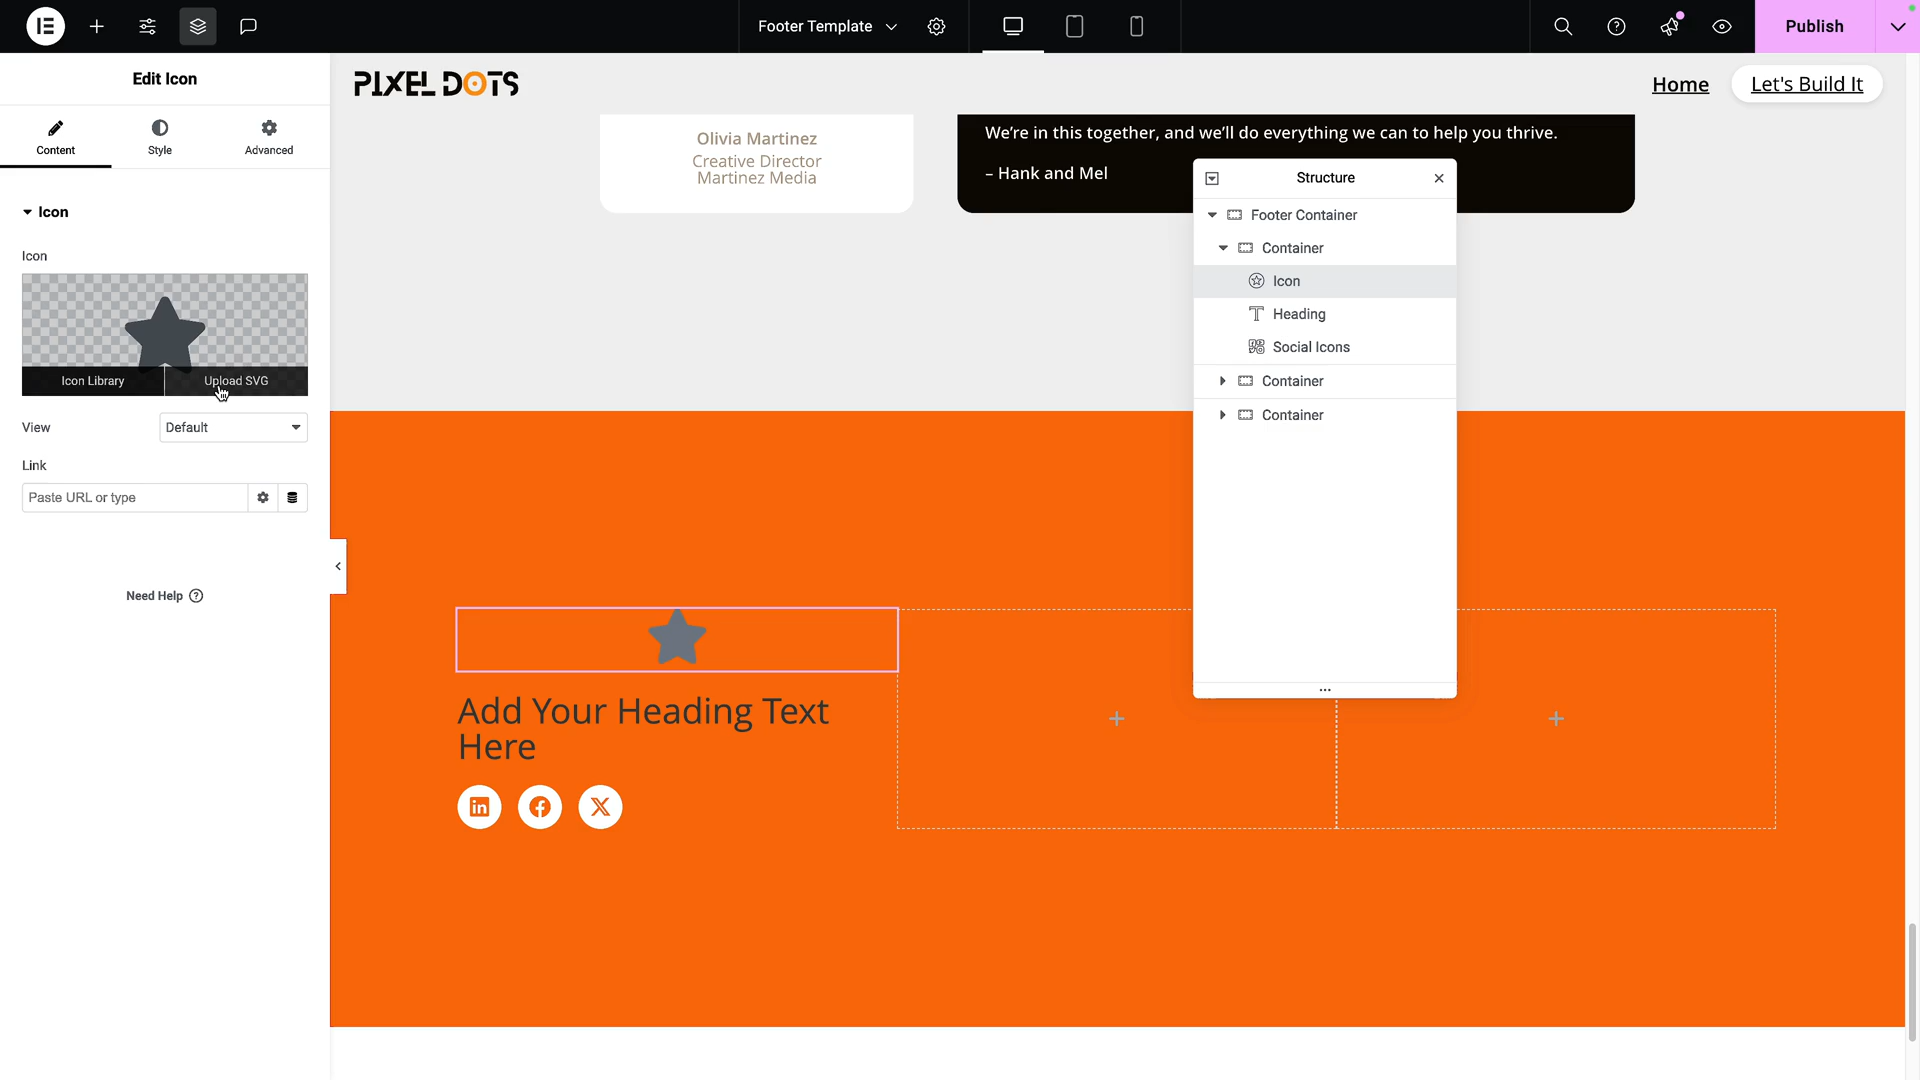 Footer Template
Publish
Edit Icon
Content
Style
Advanced
Icon
Icon
Icon Library
Upload SVG
View
Default
Link
Paste URL or type
Need Help
PIXEL DOTS
Home
Let's Build It
Olivia Martinez
Creative Director
Martinez Media
We're in this together, and we'll do everything we can to help you thrive.
– Hank and Mel
Structure
Footer Container
Container
Icon
Heading
Social Icons
Container
Container
Add Your Heading Text
Here